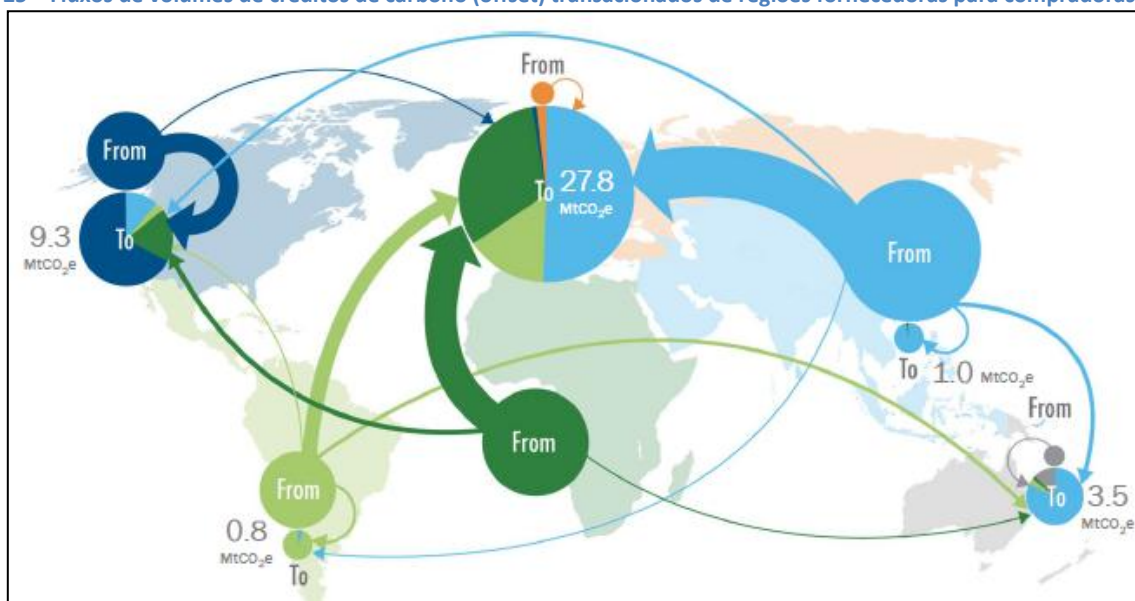 Fluxos de volumes de créditos de carbono (offset) transacionados de regiões fornecedoras para compradoras
From
From
To
27.8
MtCO₂e
From
To
9.3
MtCO₂e
From
To
1.0 MtCO₂e
From
From
From
To
3.5
MtCO₂e
0.8
MtCO₂e
To